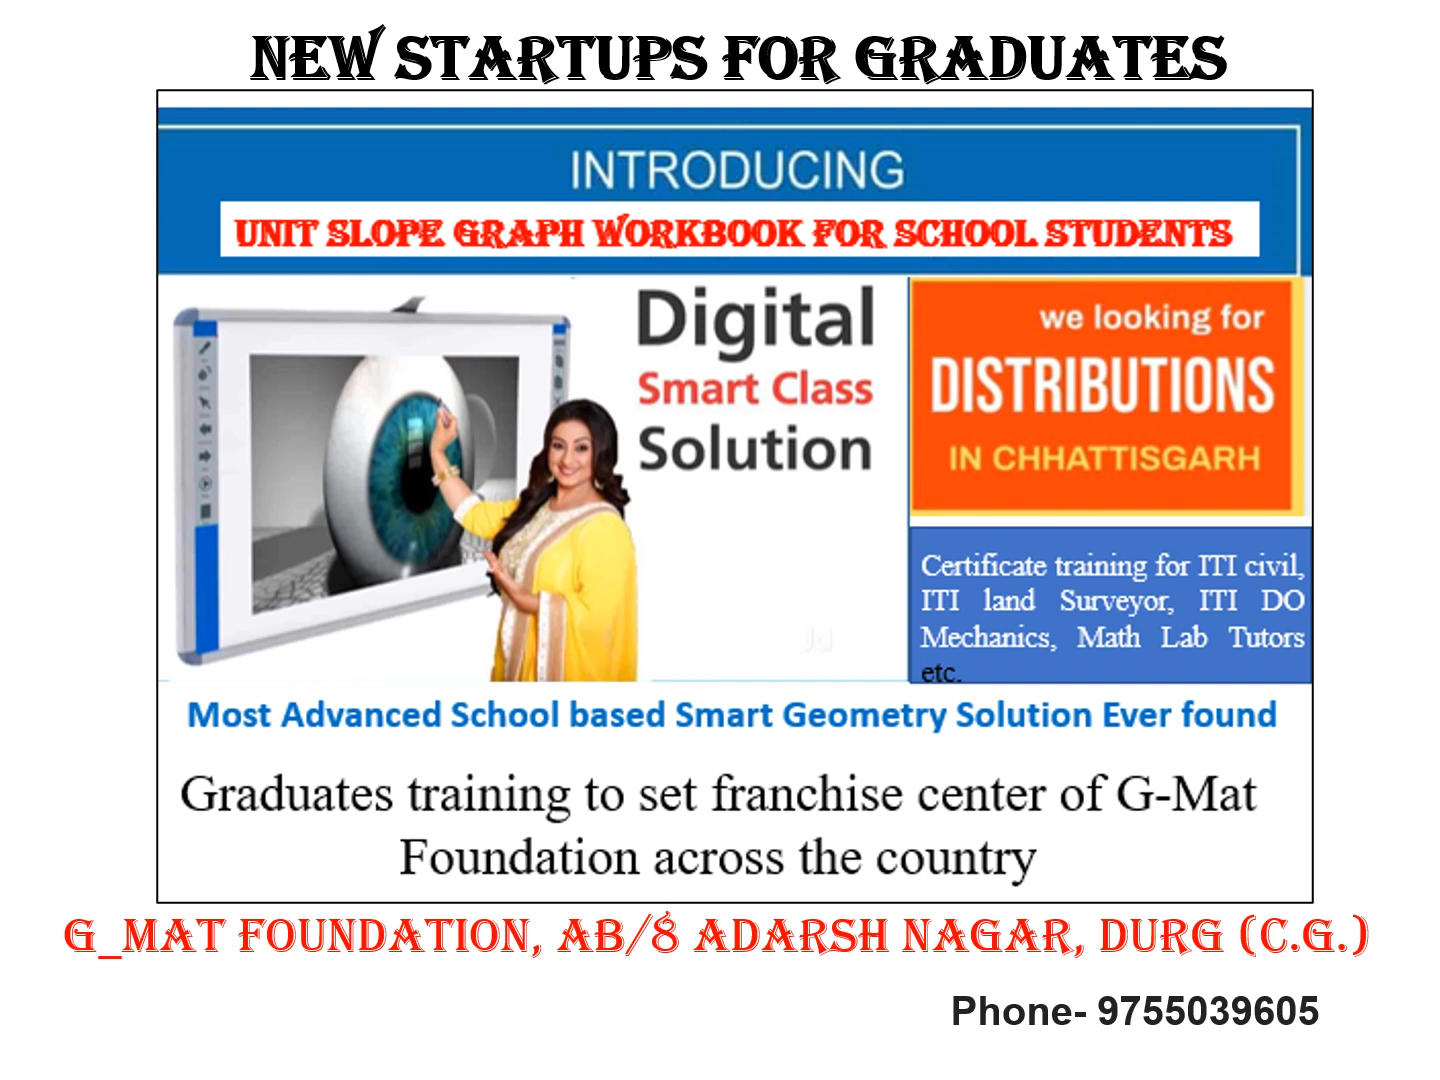 NEW STARTUPS FOR GRADUATES
INTRODUCING
UNIT SLOPE GRAPH WORKBOOK FOR SCHOOL STUDENTS
Digital
Smart Class
Solution
we looking for
DISTRIBUTIONS
IN CHHATTISGARH
Certificate training for ITI civil,
ITI land Surveyor, ITI DO
Mechanics, Math Lab Tutors
etc.
Jd
Most Advanced School based Smart Geometry Solution Ever found
Graduates training to set franchise center of G-Mat
Foundation across the country
G_MAT FOUNDATION, AB/8 ADARSH NAGAR, DURG (C.G.)
Phone- 9755039605